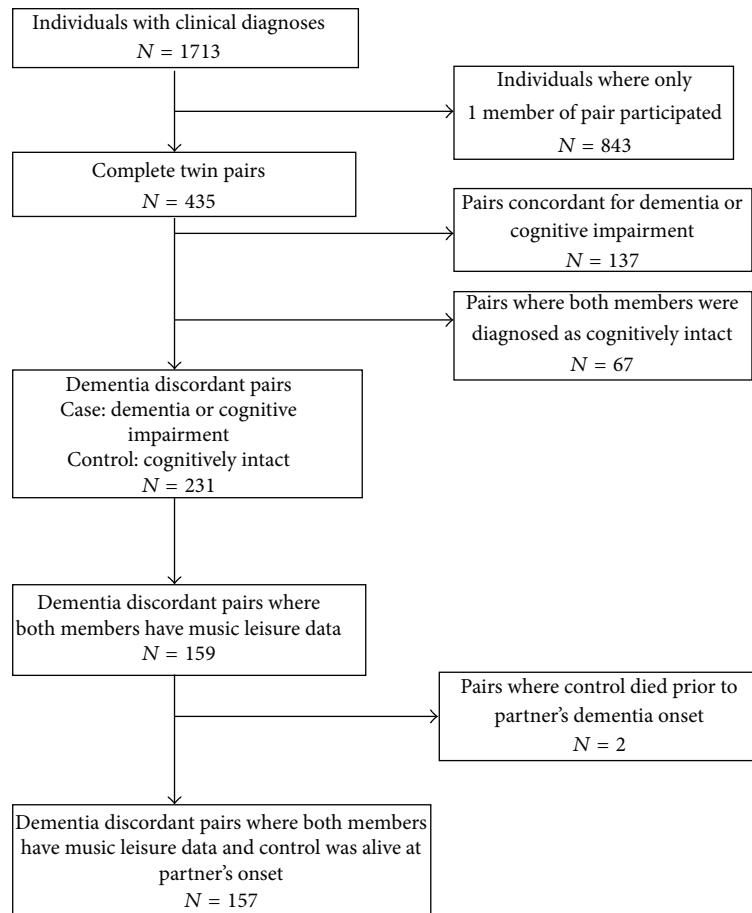 Individuals with clinical diagnoses
N = 1713
Individuals where only
1 member of pair participated
N = 843
Complete twin pairs
N = 435
Pairs concordant for dementia or
cognitive impairment
N = 137
Pairs where both members were
diagnosed as cognitively intact
N = 67
Dementia discordant pairs
Case: dementia or cognitive
impairment
Control: cognitively intact
N = 231
Dementia discordant pairs where
both members have music leisure data
N = 159
Pairs where control died prior to
partner's dementia onset
N = 2
Dementia discordant pairs where both members
have music leisure data and control was alive at
partner's onset
N = 157